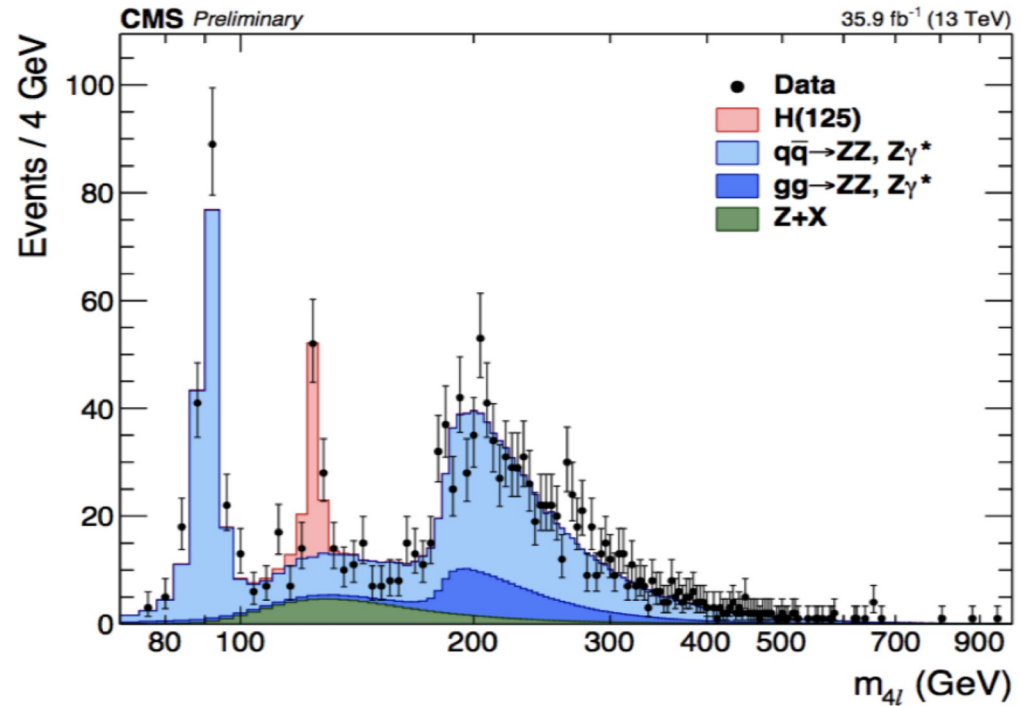 CMS Preliminary 35.9 fb⁻¹ (13 TeV)
Events / 4 GeV
100
80
60
40
20
0
Data
H(125)
qq̄→ZZ, Zγ*
gg→ZZ, Zγ*
Z+X
80 100 200 300 400 500 700 900
m₄ₗ (GeV)